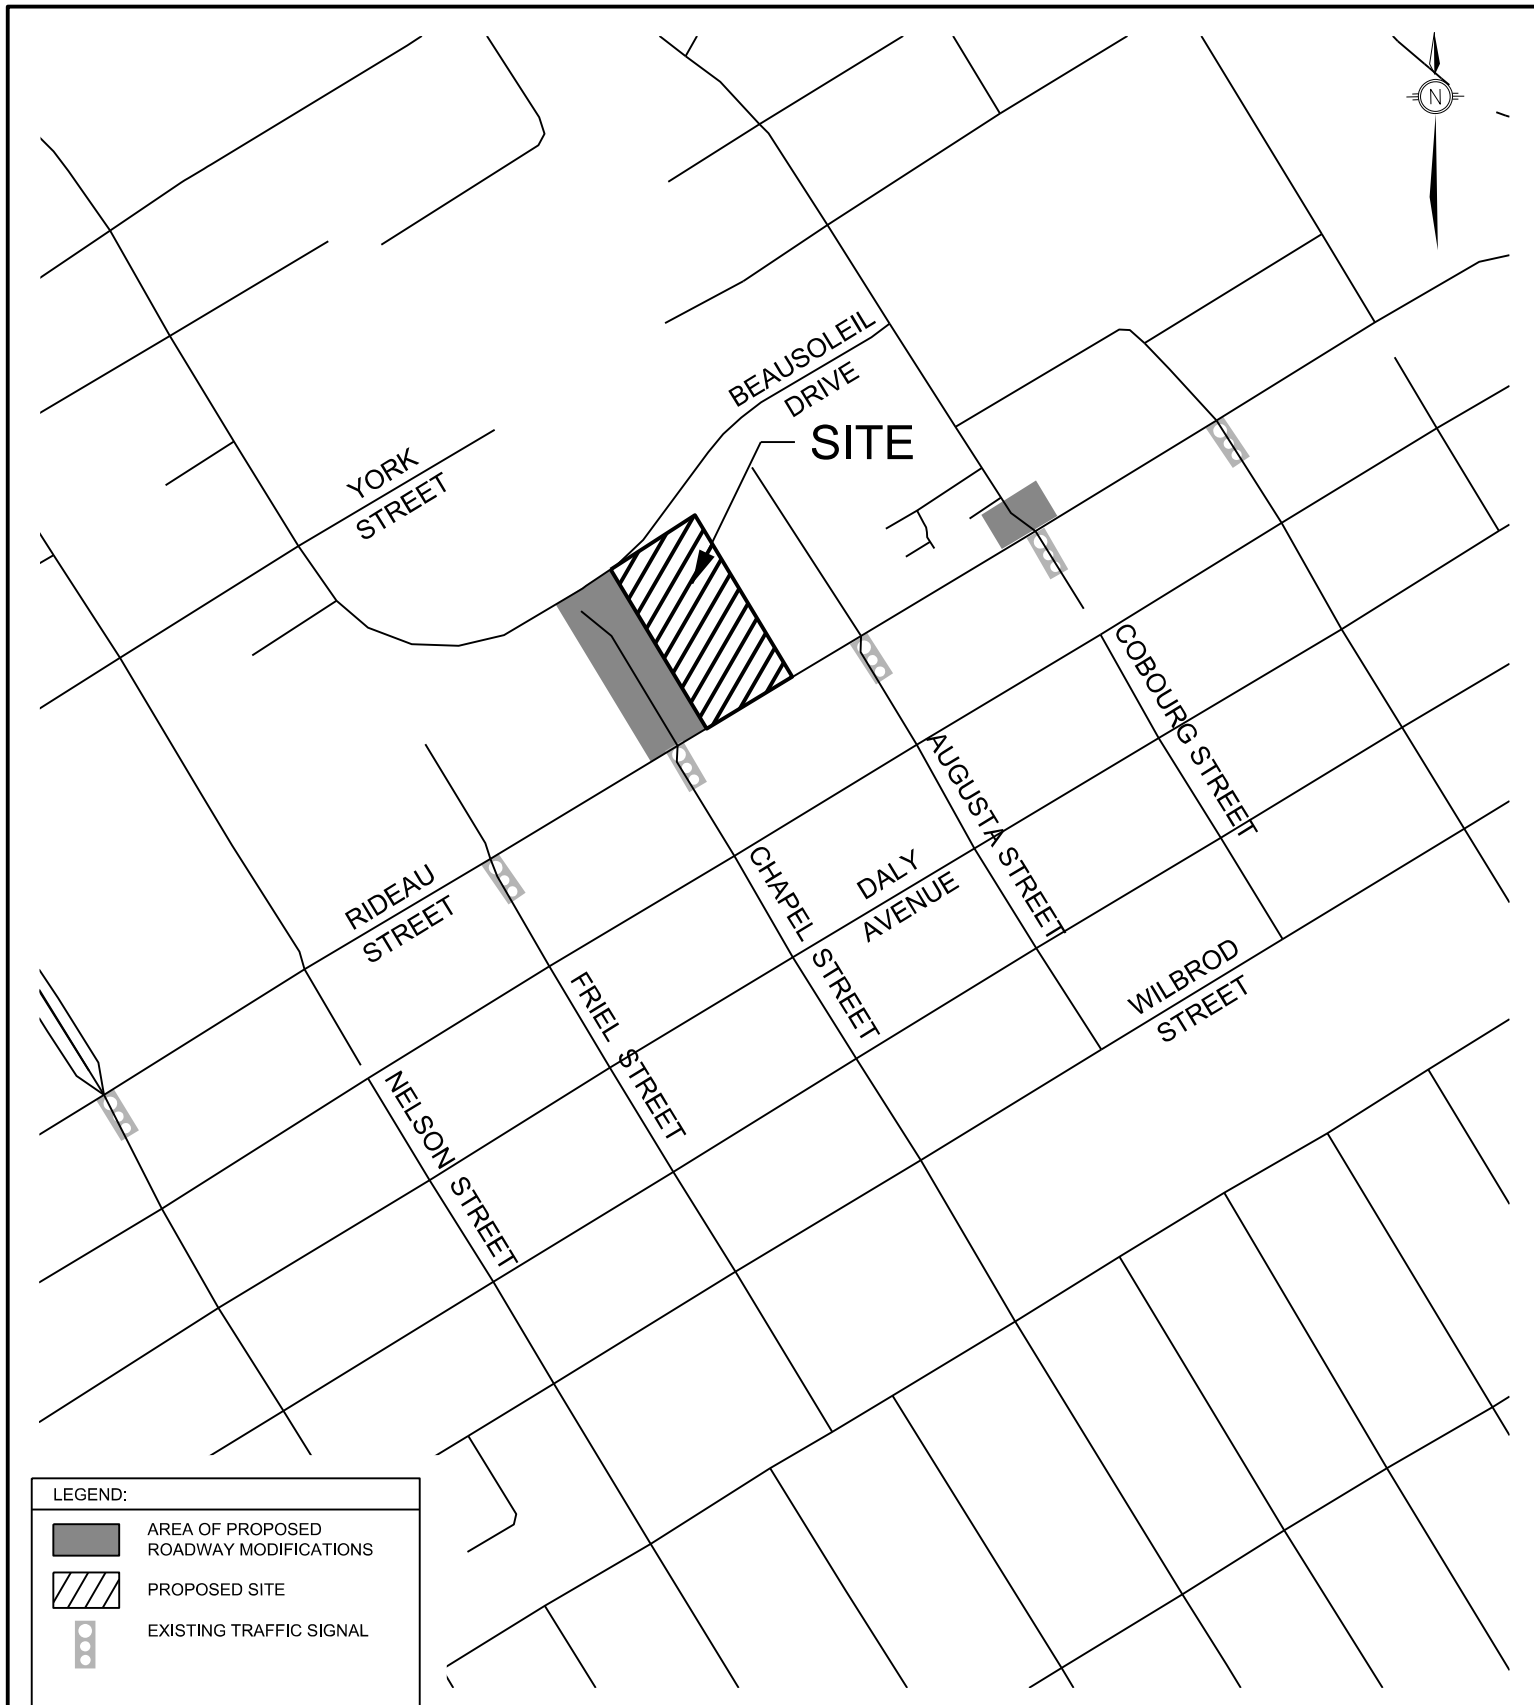 N
BEAUSOLEIL
DRIVE
SITE
YORK
STREET
COBOURG STREET
AUGUSTA STREET
CHAPEL STREET
DALY
AVENUE
RIDEAU
STREET
WILBROD
STREET
FRIEL STREET
NELSON STREET
LEGEND:
AREA OF PROPOSED
ROADWAY MODIFICATIONS
PROPOSED SITE
EXISTING TRAFFIC SIGNAL